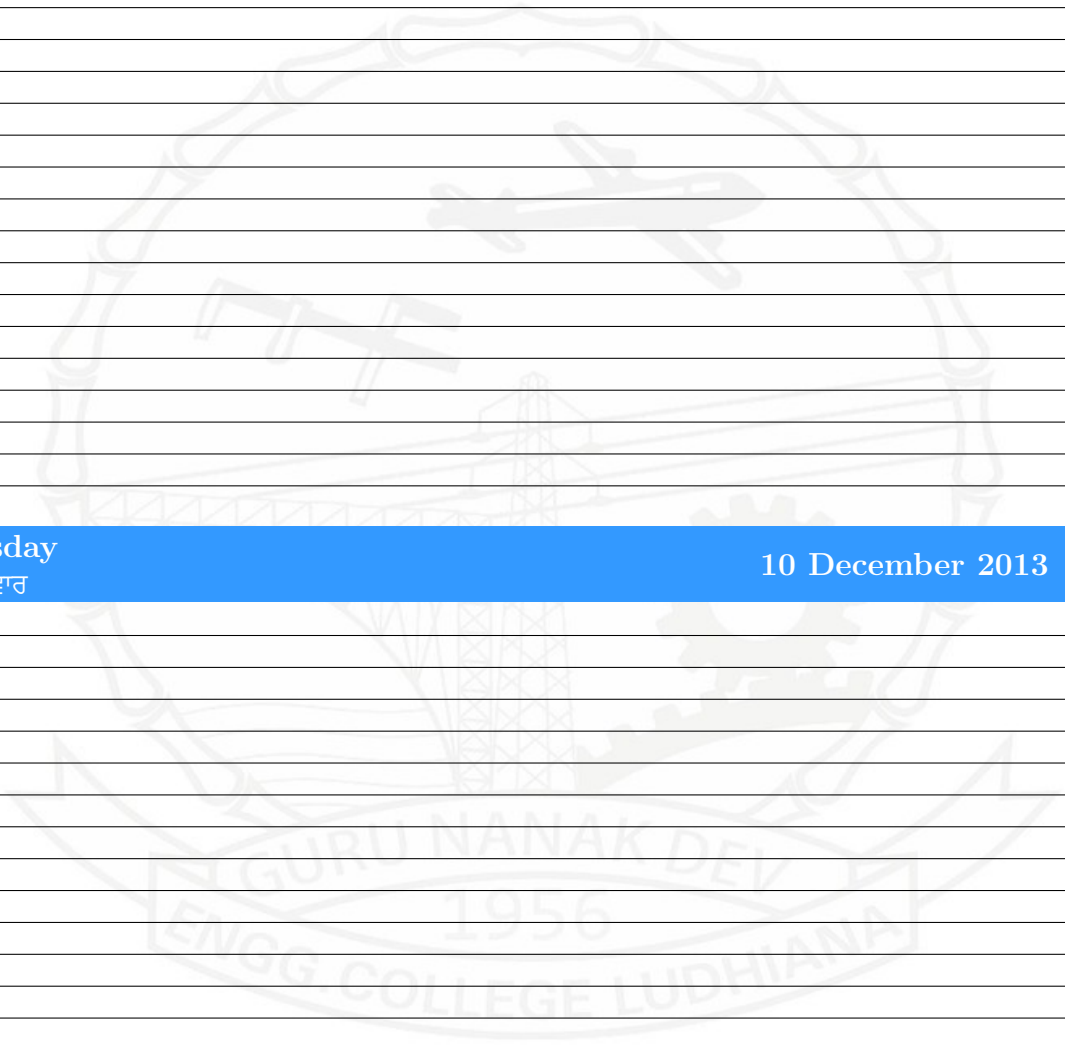 sday
10 December 2013
ਵਾਰ
GURU NANAK DEV
1956
ENGG. COLLEGE LUDHIANA